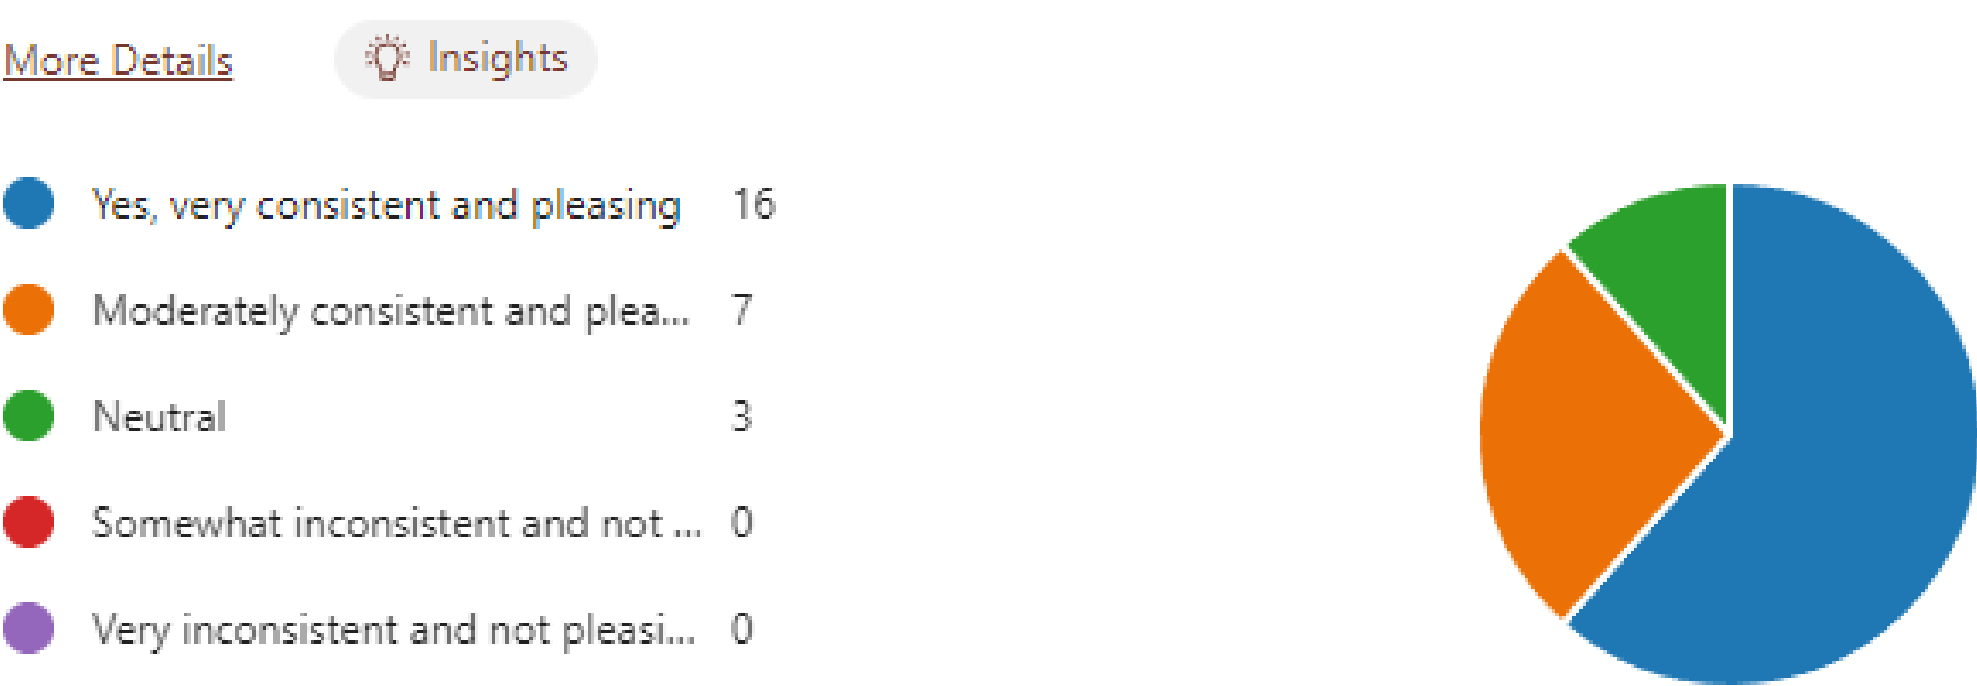 More Details Insights
Yes, very consistent and pleasing 16
Moderately consistent and plea... 7
Neutral 3
Somewhat inconsistent and not ... 0
Very inconsistent and not pleasi... 0